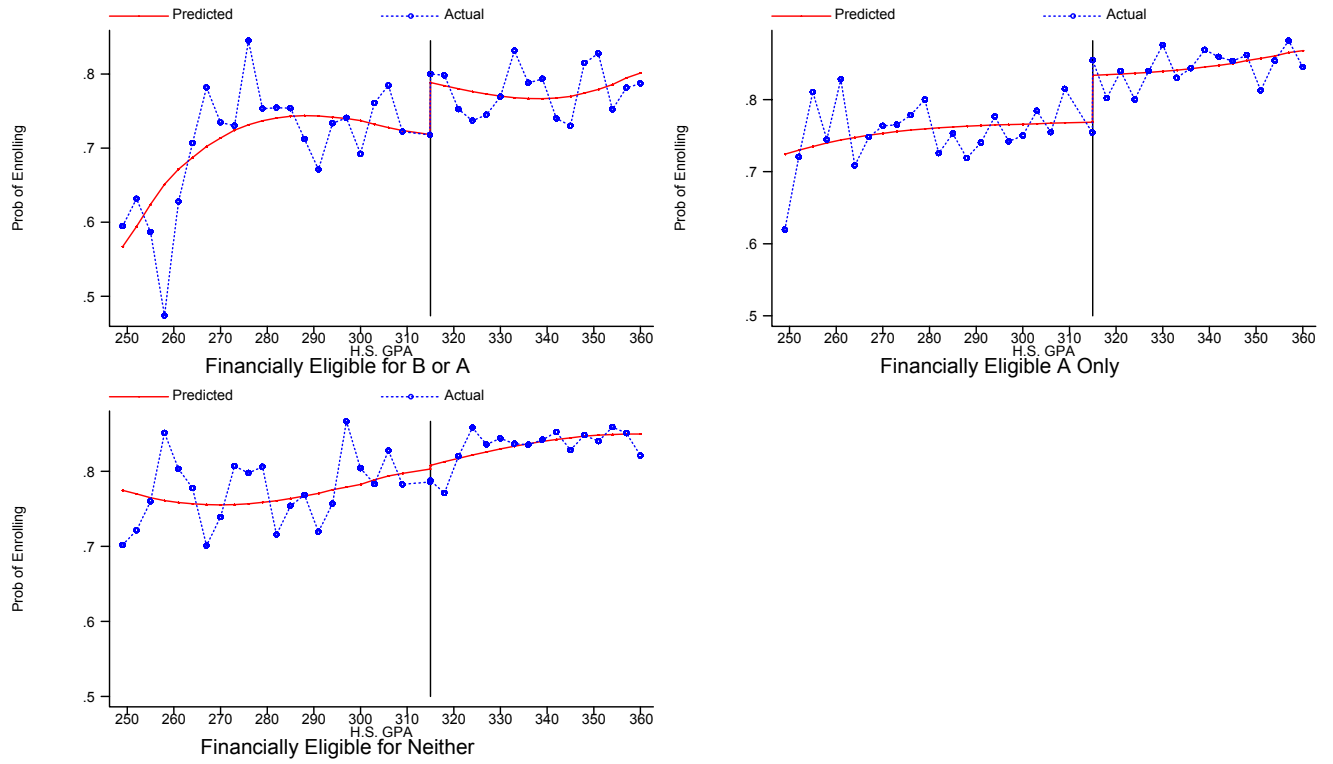 Predicted Actual
.8
.7
.6
.5
Prob of Enrolling
250 260 270 280 290 300 310 320 330 340 350 360
H.S. GPA
Financially Eligible for B or A
Predicted Actual
.8
.7
.6
.5
Prob of Enrolling
250 260 270 280 290 300 310 320 330 340 350 360
H.S. GPA
Financially Eligible A Only
Predicted Actual
.8
.7
.6
.5
Prob of Enrolling
250 260 270 280 290 300 310 320 330 340 350 360
H.S. GPA
Financially Eligible for Neither